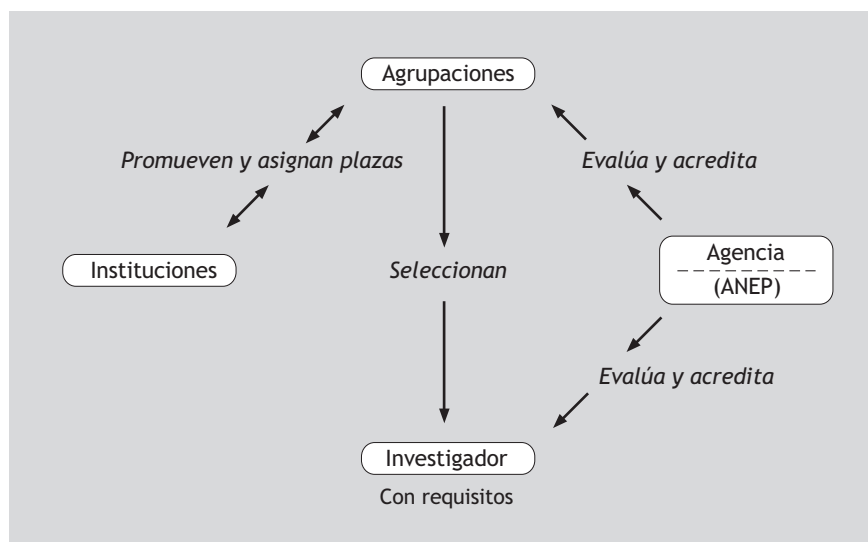 Agrupaciones
Promueven y asignan plazas
Evalúa y acredita
Instituciones
Seleccionan
Agencia
(ANEP)
Evalúa y acredita
Investigador
Con requisitos